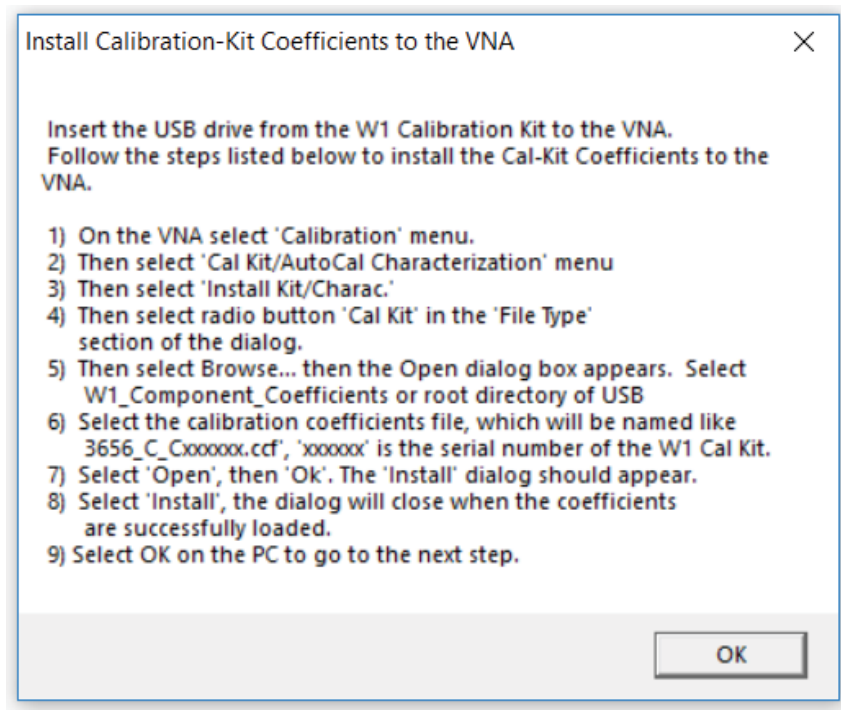 Install Calibration-Kit Coefficients to the VNA
Insert the USB drive from the W1 Calibration Kit to the VNA.
Follow the steps listed below to install the Cal-Kit Coefficients to the
VNA.
1) On the VNA select 'Calibration' menu.
2) Then select 'Cal Kit/AutoCal Characterization' menu
3) Then select 'Install Kit/Charac.'
4) Then select radio button 'Cal Kit' in the 'File Type'
section of the dialog.
5) Then select Browse... then the Open dialog box appears. Select
W1_Component_Coefficients or root directory of USB
6) Select the calibration coefficients file, which will be named like
3656_C_Cxxxxxx.ccf', 'xxxxxx' is the serial number of the W1 Cal Kit.
7) Select 'Open', then 'Ok'. The 'Install' dialog should appear.
8) Select 'Install', the dialog will close when the coefficients
are successfully loaded.
9) Select OK on the PC to go to the next step.
OK